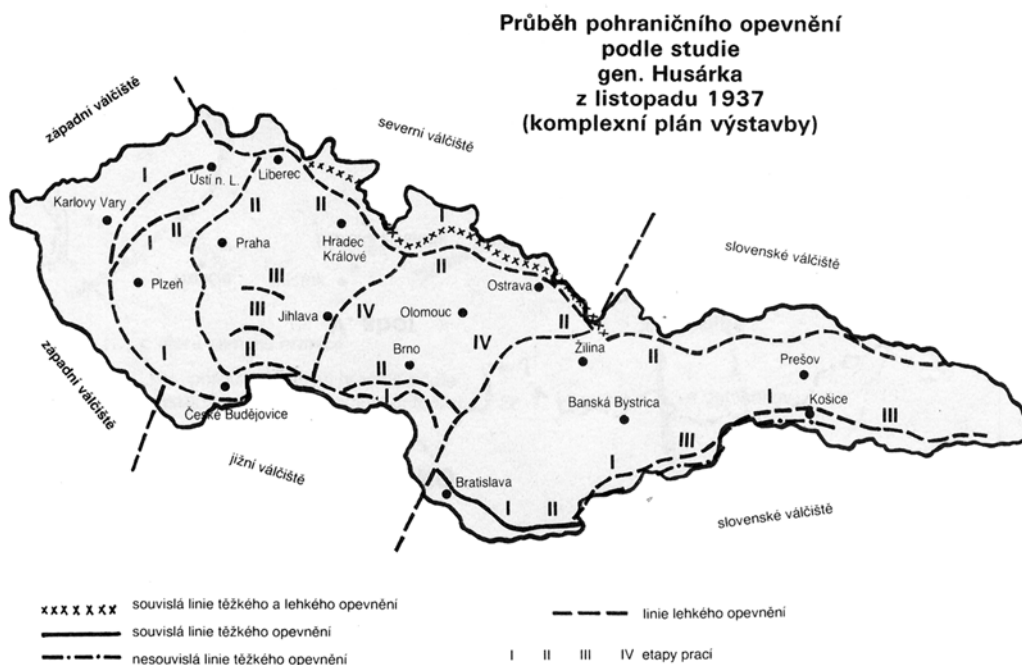 Průběh pohraničního opevnění
podle studie
gen. Husárka
z listopadu 1937
(komplexní plán výstavby)
západní válčiště
severní válčiště
I
Ústí n. L.
Liberec
Karlovy Vary
II
II
I
II
I
Praha
Hradec
Králové
II
slovenské válčiště
Plzeň
III
Ostrava
III
Jihlava
IV
Olomouc
II
IV
Žilina
II
Prešov
I
II
Brno
II
západní válčiště
České Budějovice
I
Banská Bystrica
I
Košice
III
III
jižní válčiště
I
Bratislava
I
II
slovenské válčiště
souvislá linie těžkého a lehkého opevnění
linie lehkého opevnění
souvislá linie těžkého opevnění
nesouvislá linie těžkého opevnění
I II III IV etapy prací